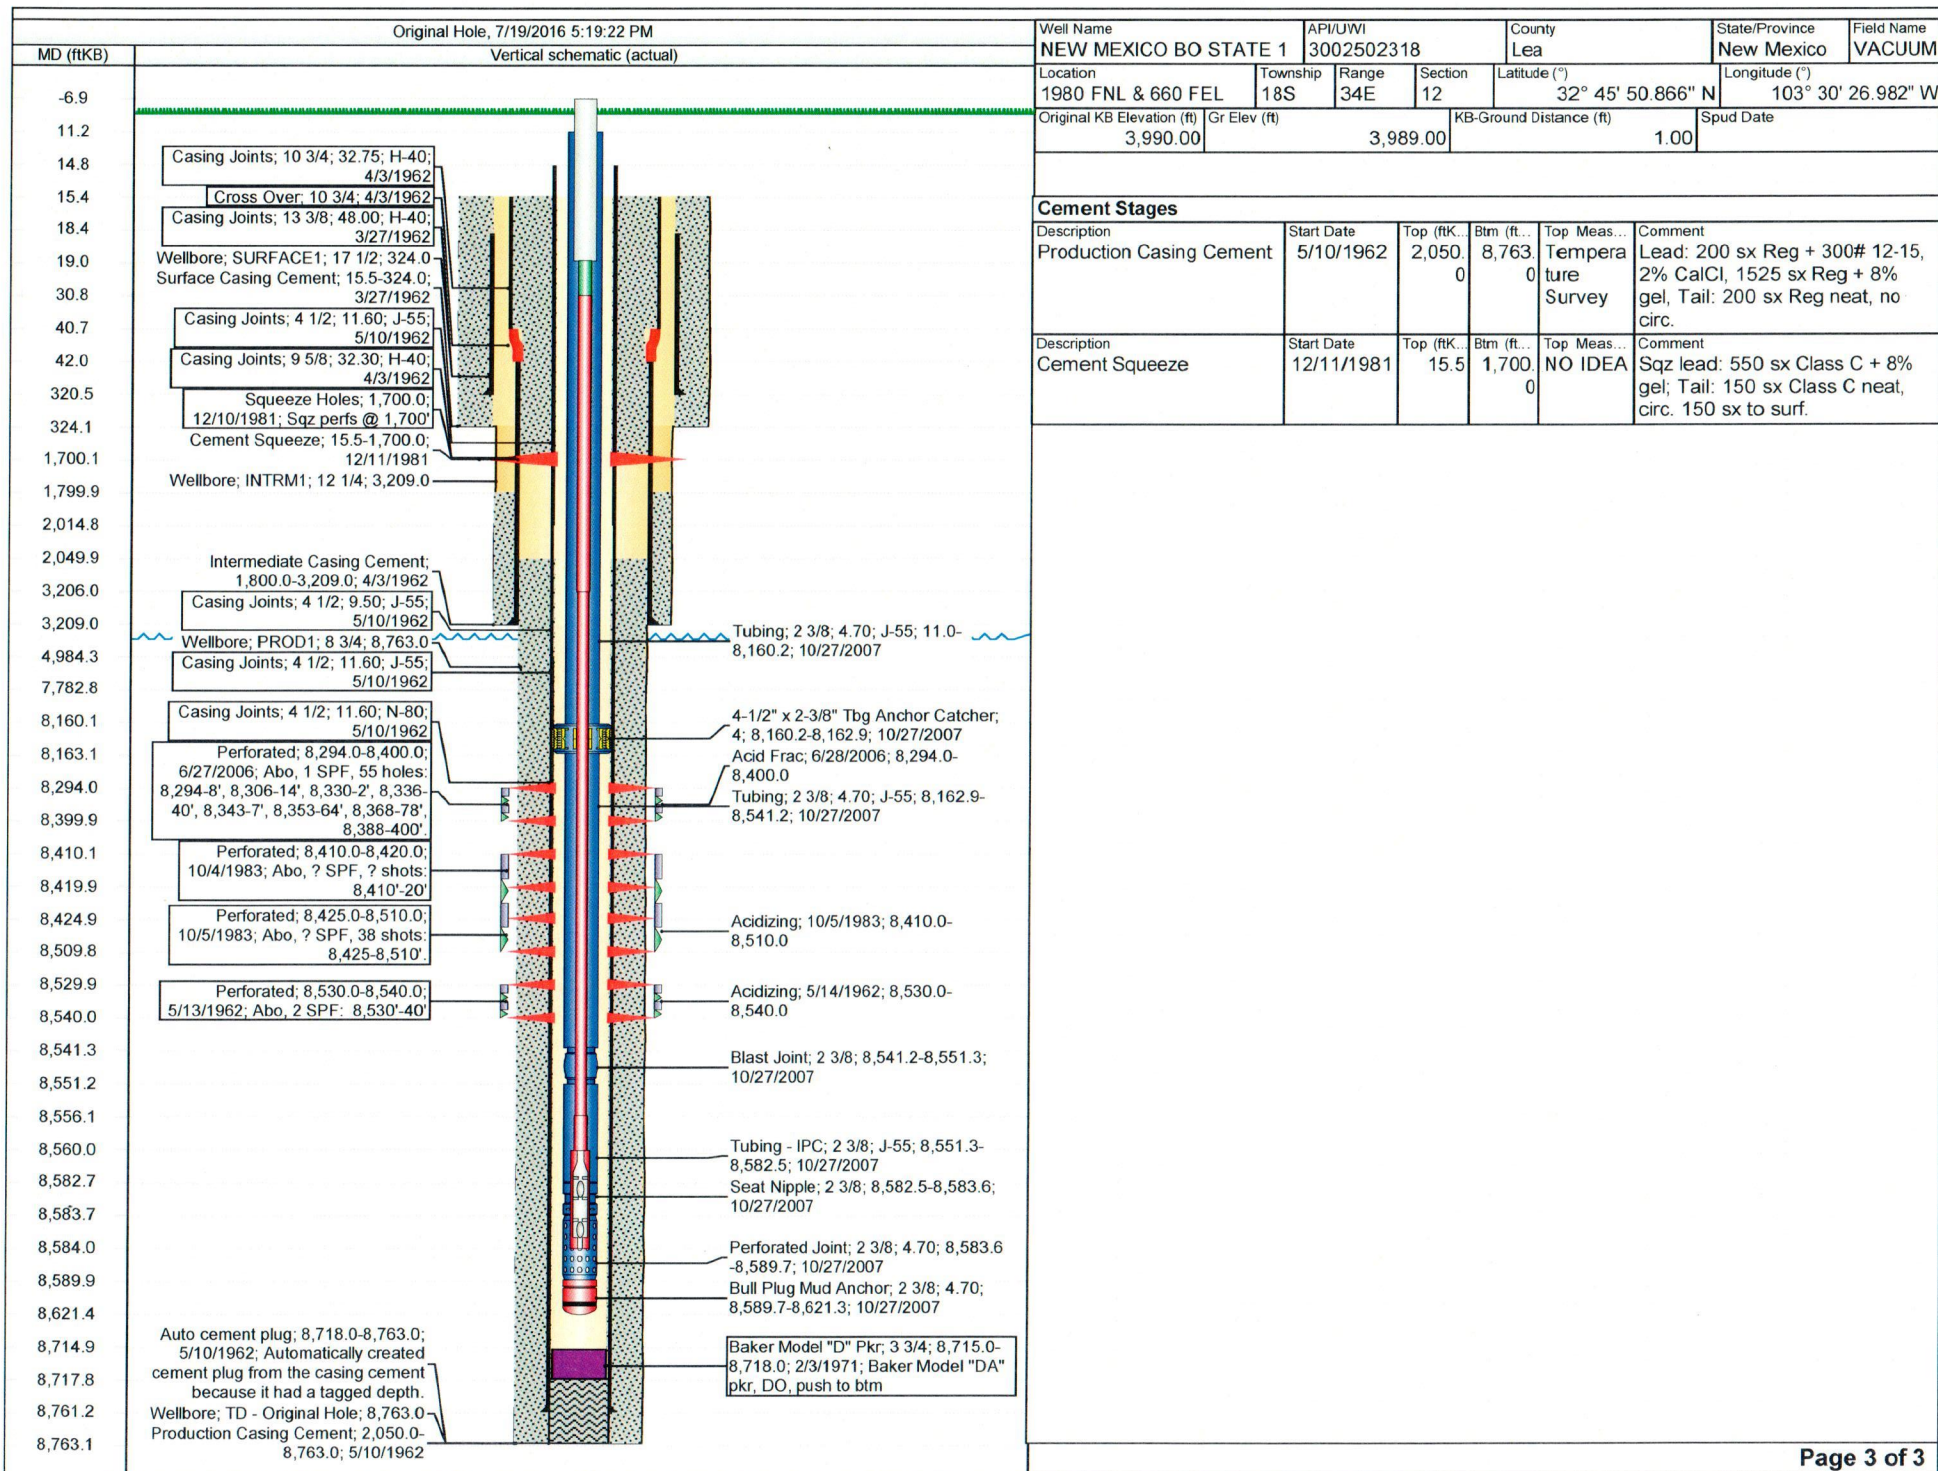 Original Hole, 7/19/2016 5:19:22 PM
MD (ftKB)
Vertical schematic (actual)
-6.9
11.2
14.8
15.4
18.4
19.0
30.8
40.7
42.0
320.5
324.1
1,700.1
1,799.9
2,014.8
2,049.9
3,206.0
3,209.0
4,984.3
7,782.8
8,160.1
8,163.1
8,294.0
8,399.9
8,410.1
8,419.9
8,424.9
8,509.8
8,529.9
8,540.0
8,541.3
8,551.2
8,556.1
8,560.0
8,582.7
8,583.7
8,584.0
8,589.9
8,621.4
8,714.9
8,717.8
8,761.2
8,763.1
Casing Joints; 10 3/4; 32.75; H-40;
4/3/1962
Cross Over; 10 3/4; 4/3/1962
Casing Joints; 13 3/8; 48.00; H-40;
3/27/1962
Wellbore; SURFACE1; 17 1/2; 324.0
Surface Casing Cement; 15.5-324.0;
3/27/1962
Casing Joints; 4 1/2; 11.60; J-55;
5/10/1962
Casing Joints; 9 5/8; 32.30; H-40;
4/3/1962
Squeeze Holes; 1,700.0;
12/10/1981; Sqz perfs @ 1,700'
Cement Squeeze; 15.5-1,700.0;
12/11/1981
Wellbore; INTRM1; 12 1/4; 3,209.0
Intermediate Casing Cement;
1,800.0-3,209.0; 4/3/1962
Casing Joints; 4 1/2; 9.50; J-55;
5/10/1962
Wellbore; PROD1; 8 3/4; 8,763.0
Casing Joints; 4 1/2; 11.60; J-55;
5/10/1962
Casing Joints; 4 1/2; 11.60; N-80;
5/10/1962
Perforated; 8,294.0-8,400.0;
6/27/2006; Abo, 1 SPF, 55 holes:
8,294-8', 8,306-14', 8,330-2', 8,336-
40', 8,343-7', 8,353-64', 8,368-78',
8,388-400'.
Perforated; 8,410.0-8,420.0;
10/4/1983; Abo, ? SPF, ? shots:
8,410'-20'
Perforated; 8,425.0-8,510.0;
10/5/1983; Abo, ? SPF, 38 shots:
8,425-8,510'.
Perforated; 8,530.0-8,540.0;
5/13/1962; Abo, 2 SPF: 8,530'-40'
Auto cement plug; 8,718.0-8,763.0;
5/10/1962; Automatically created
cement plug from the casing cement
because it had a tagged depth.
Wellbore; TD - Original Hole; 8,763.0
Production Casing Cement; 2,050.0-
8,763.0; 5/10/1962
Tubing; 2 3/8; 4.70; J-55; 11.0-
8,160.2; 10/27/2007
4-1/2" x 2-3/8" Tbg Anchor Catcher;
4; 8,160.2-8,162.9; 10/27/2007
Acid Frac; 6/28/2006; 8,294.0-
8,400.0
Tubing; 2 3/8; 4.70; J-55; 8,162.9-
8,541.2; 10/27/2007
Acidizing; 10/5/1983; 8,410.0-
8,510.0
Acidizing; 5/14/1962; 8,530.0-
8,540.0
Blast Joint; 2 3/8; 8,541.2-8,551.3;
10/27/2007
Tubing - IPC; 2 3/8; J-55; 8,551.3-
8,582.5; 10/27/2007
Seat Nipple; 2 3/8; 8,582.5-8,583.6;
10/27/2007
Perforated Joint; 2 3/8; 4.70; 8,583.6
-8,589.7; 10/27/2007
Bull Plug Mud Anchor; 2 3/8; 4.70;
8,589.7-8,621.3; 10/27/2007
Baker Model "D" Pkr; 3 3/4; 8,715.0-
8,718.0; 2/3/1971; Baker Model "DA"
pkr, DO, push to btm
Well Name API/UWI County State/Province Field Name
NEW MEXICO BO STATE 1 3002502318 Lea New Mexico VACUUM
Location Township Range Section Latitude (°) Longitude (°)
1980 FNL & 660 FEL 18S 34E 12 32° 45' 50.866" N 103° 30' 26.982" W
Original KB Elevation (ft) Gr Elev (ft) KB-Ground Distance (ft) Spud Date
3,990.00 3,989.00 1.00
Cement Stages
Description Start Date Top (ftK... Btm (ft... Top Meas... Comment
Production Casing Cement 5/10/1962 2,050. 8,763. Tempera Lead: 200 sx Reg + 300# 12-15,
0 0 ture 2% CalCl, 1525 sx Reg + 8%
Survey gel, Tail: 200 sx Reg neat, no
circ.
Description Start Date Top (ftK... Btm (ft... Top Meas... Comment
Cement Squeeze 12/11/1981 15.5 1,700. NO IDEA Sqz lead: 550 sx Class C + 8%
0 gel; Tail: 150 sx Class C neat,
circ. 150 sx to surf.
Page 3 of 3